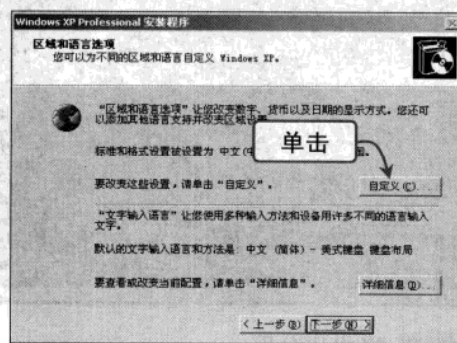 Windows XP Professional 安装程序
区域和语言选项
您可以为不同的区域和语言自定义 Windows XP。
“区域和语言选项”让您改变数字、货币以及日期的显示方式。您还可
以添加其他语言支持并改变区域设置
标准和格式设置被设置为 中文(中
单击
要改变这些设置，请单击“自定义”。
自定义(C)...
“文字输入语言”让您使用多种输入方法和设备用许多不同的语言输入
文字。
默认的文字输入语言和方法是: 中文 (简体) - 美式键盘 键盘布局
要查看或改变当前配置，请单击“详细信息”。
详细信息(D)...
< 上一步(B)
下一步(N) >